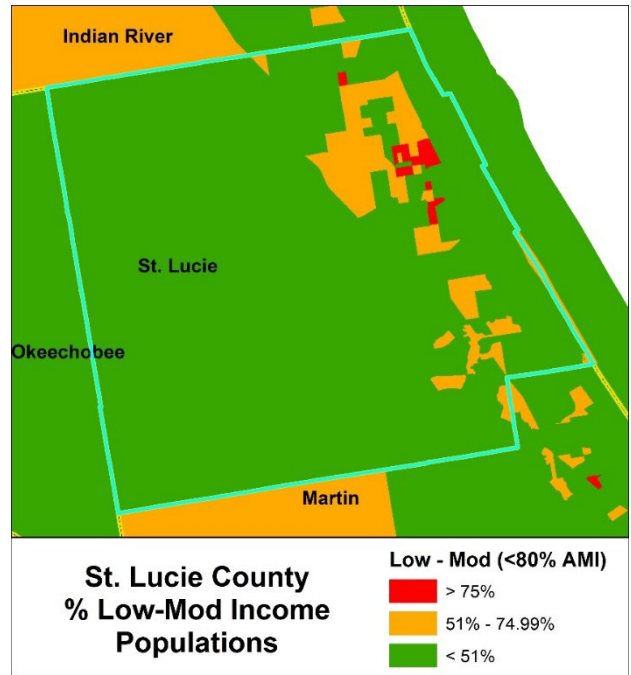 Indian River
St. Lucie
Okeechobee
Martin
St. Lucie County
% Low-Mod Income
Populations
Low - Mod (<80% AMI)
> 75%
51% - 74.99%
< 51%